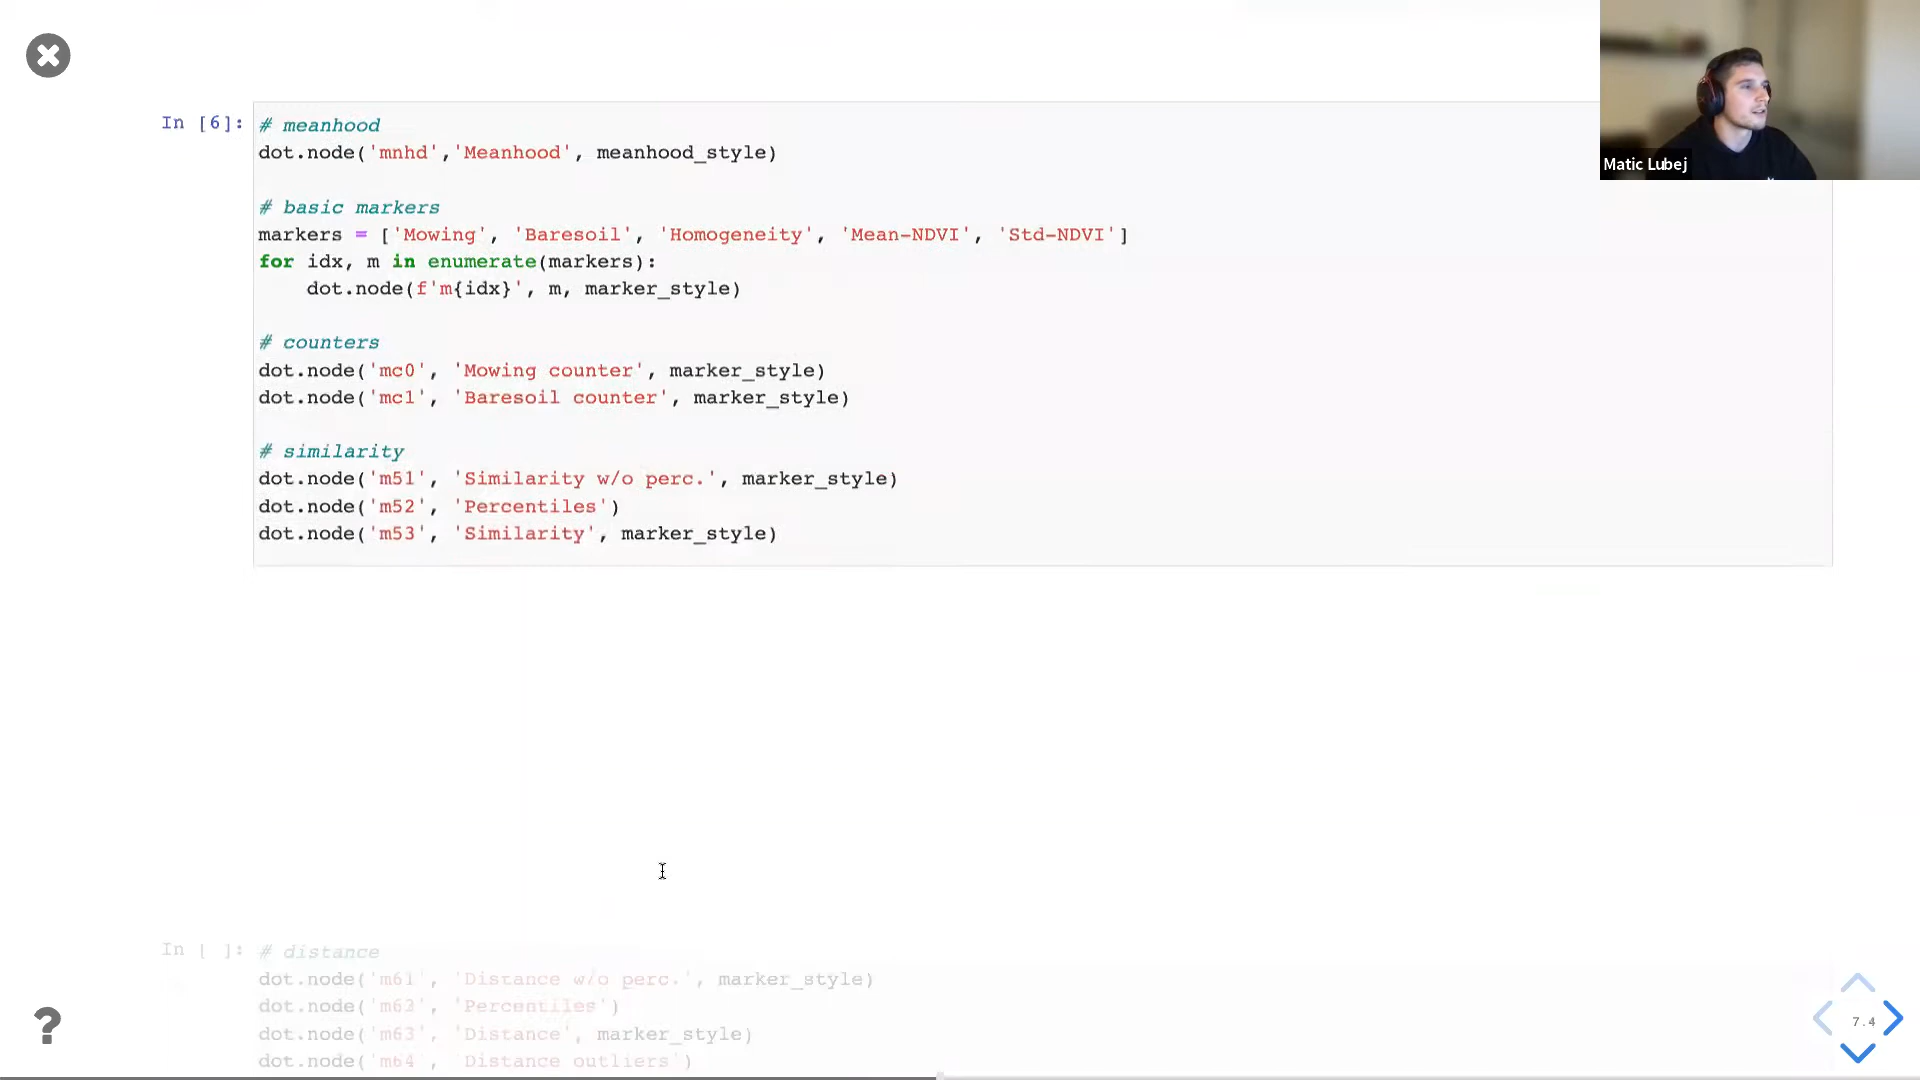 In [6]:
# meanhood
dot.node('mnhd','Meanhood', meanhood_style)
# basic markers
markers = ['Mowing', 'Baresoil', 'Homogeneity', 'Mean-NDVI', 'Std-NDVI']
for idx, m in enumerate(markers):
    dot.node(f'm{idx}', m, marker_style)
# counters
dot.node('mc0', 'Mowing counter', marker_style)
dot.node('mc1', 'Baresoil counter', marker_style)
# similarity
dot.node('m51', 'Similarity w/o perc.', marker_style)
dot.node('m52', 'Percentiles')
dot.node('m53', 'Similarity', marker_style)
Matic Lubej
In [ ]:
# distance
dot.node('m61', 'Distance w/o perc.', marker_style)
dot.node('m62', 'Percentiles')
dot.node('m63', 'Distance', marker_style)
dot.node('m64', 'Distance outliers')
?
7.4